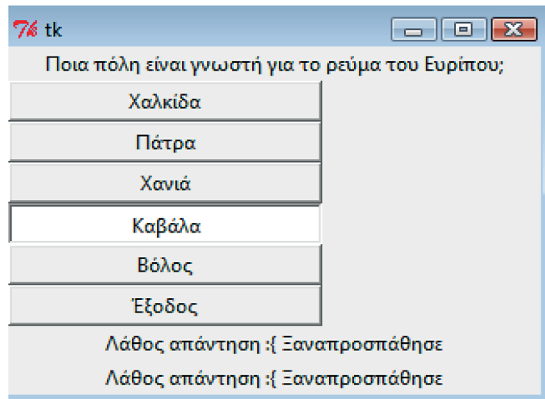 tk
Ποια πόλη είναι γνωστή για το ρεύμα του Ευρίπου;
Χαλκίδα
Πάτρα
Χανιά
Καβάλα
Βόλος
Έξοδος
Λάθος απάντηση :{ Ξαναπροσπάθησε
Λάθος απάντηση :{ Ξαναπροσπάθησε